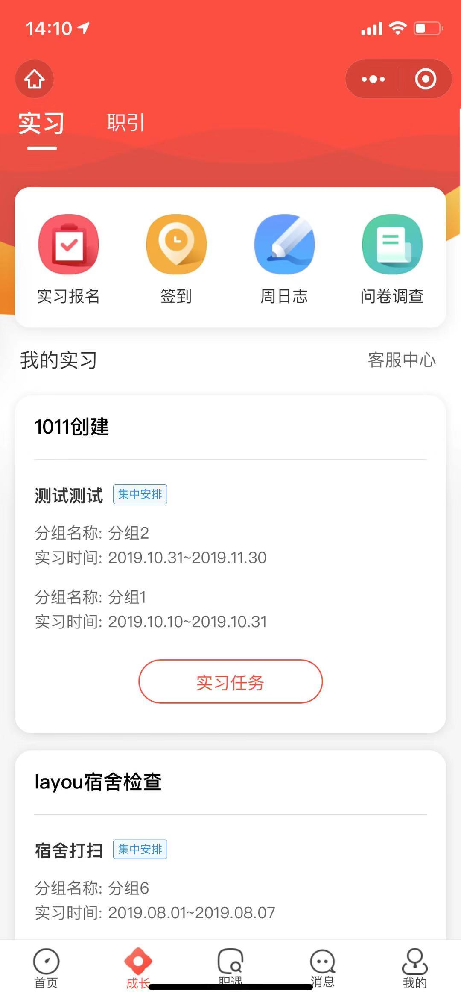 14:10
实习 职引
实习报名 签到 周日志 问卷调查
我的实习 客服中心
1011创建
测试测试 集中安排
分组名称: 分组2
实习时间: 2019.10.31~2019.11.30
分组名称: 分组1
实习时间: 2019.10.10~2019.10.31
实习任务
layou宿舍检查
宿舍打扫 集中安排
分组名称: 分组6
实习时间: 2019.08.01~2019.08.07
首页 成长 职遇 消息 我的